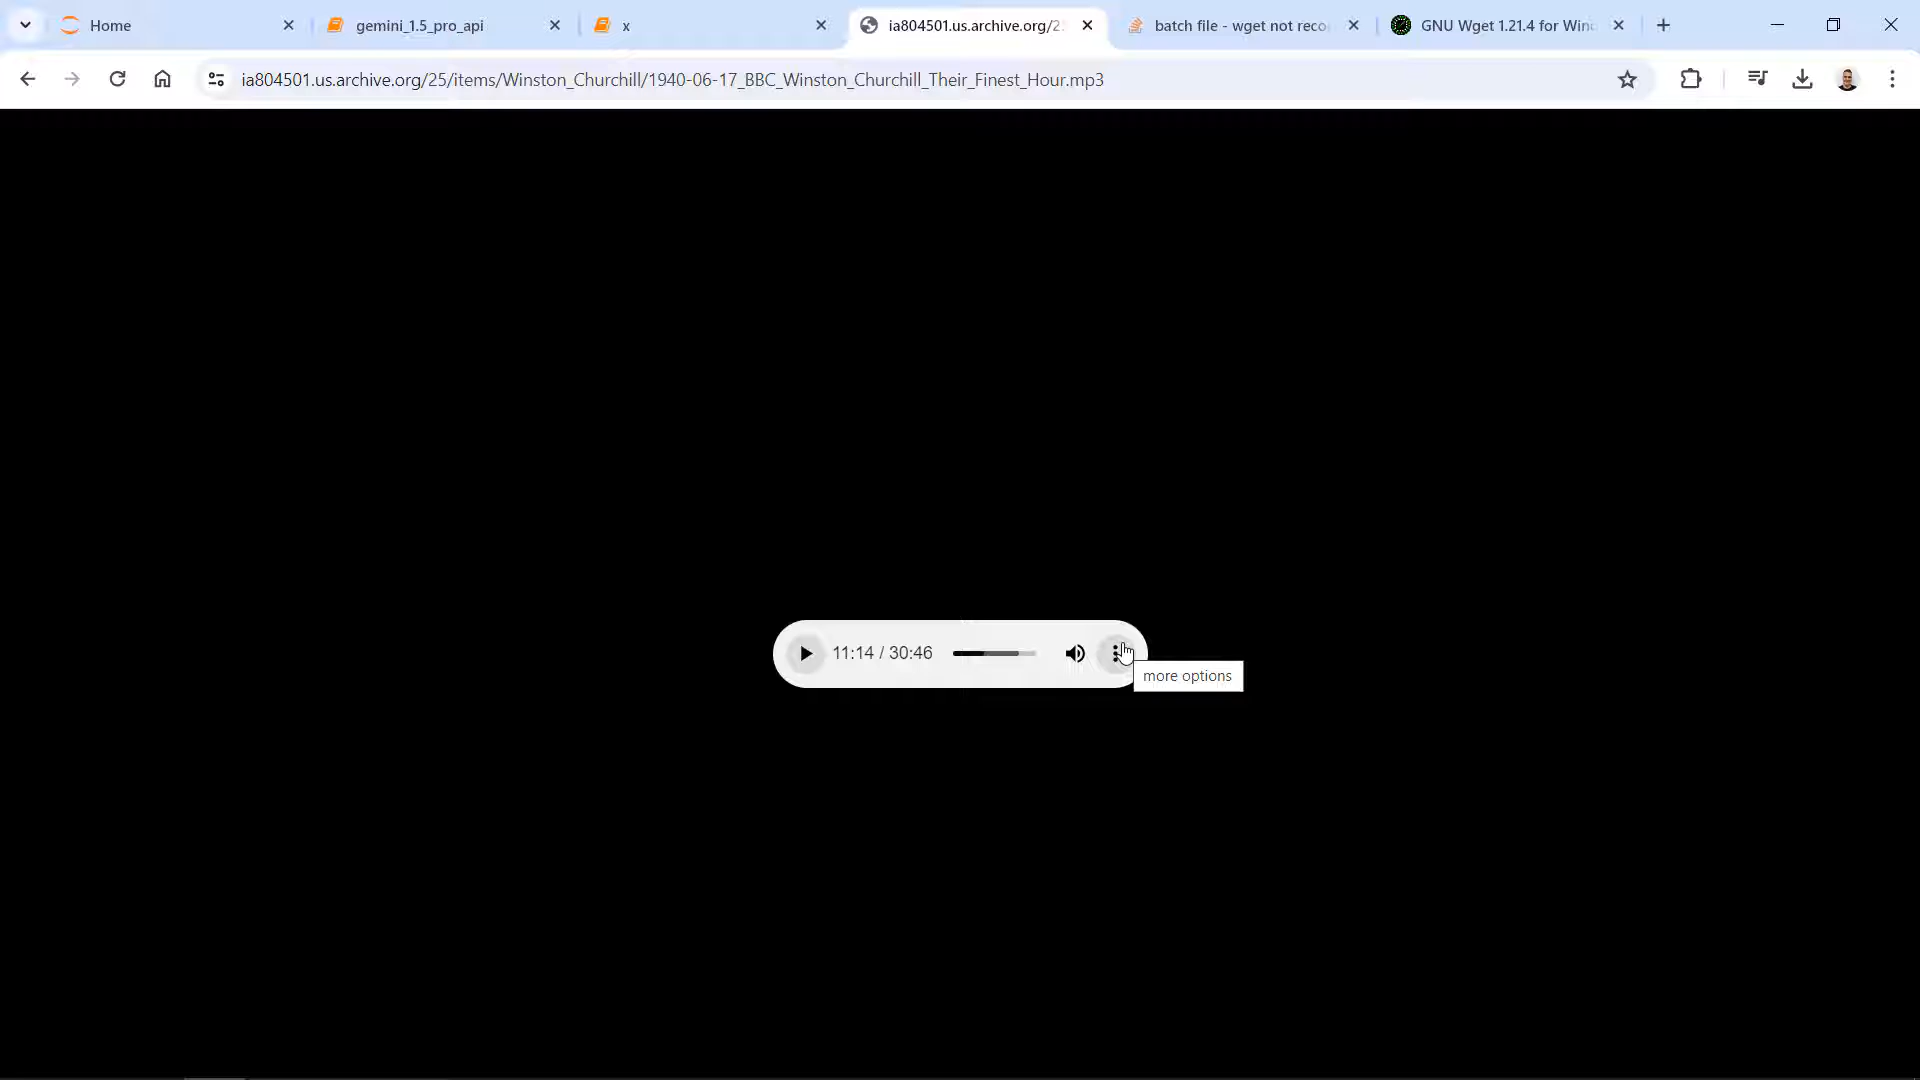 Home
gemini_1.5_pro_api
x
ia804501.us.archive.org/2
batch file - wget not reco
GNU Wget 1.21.4 for Winc
ia804501.us.archive.org/25/items/Winston_Churchill/1940-06-17_BBC_Winston_Churchill_Their_Finest_Hour.mp3
11:14 / 30:46
more options